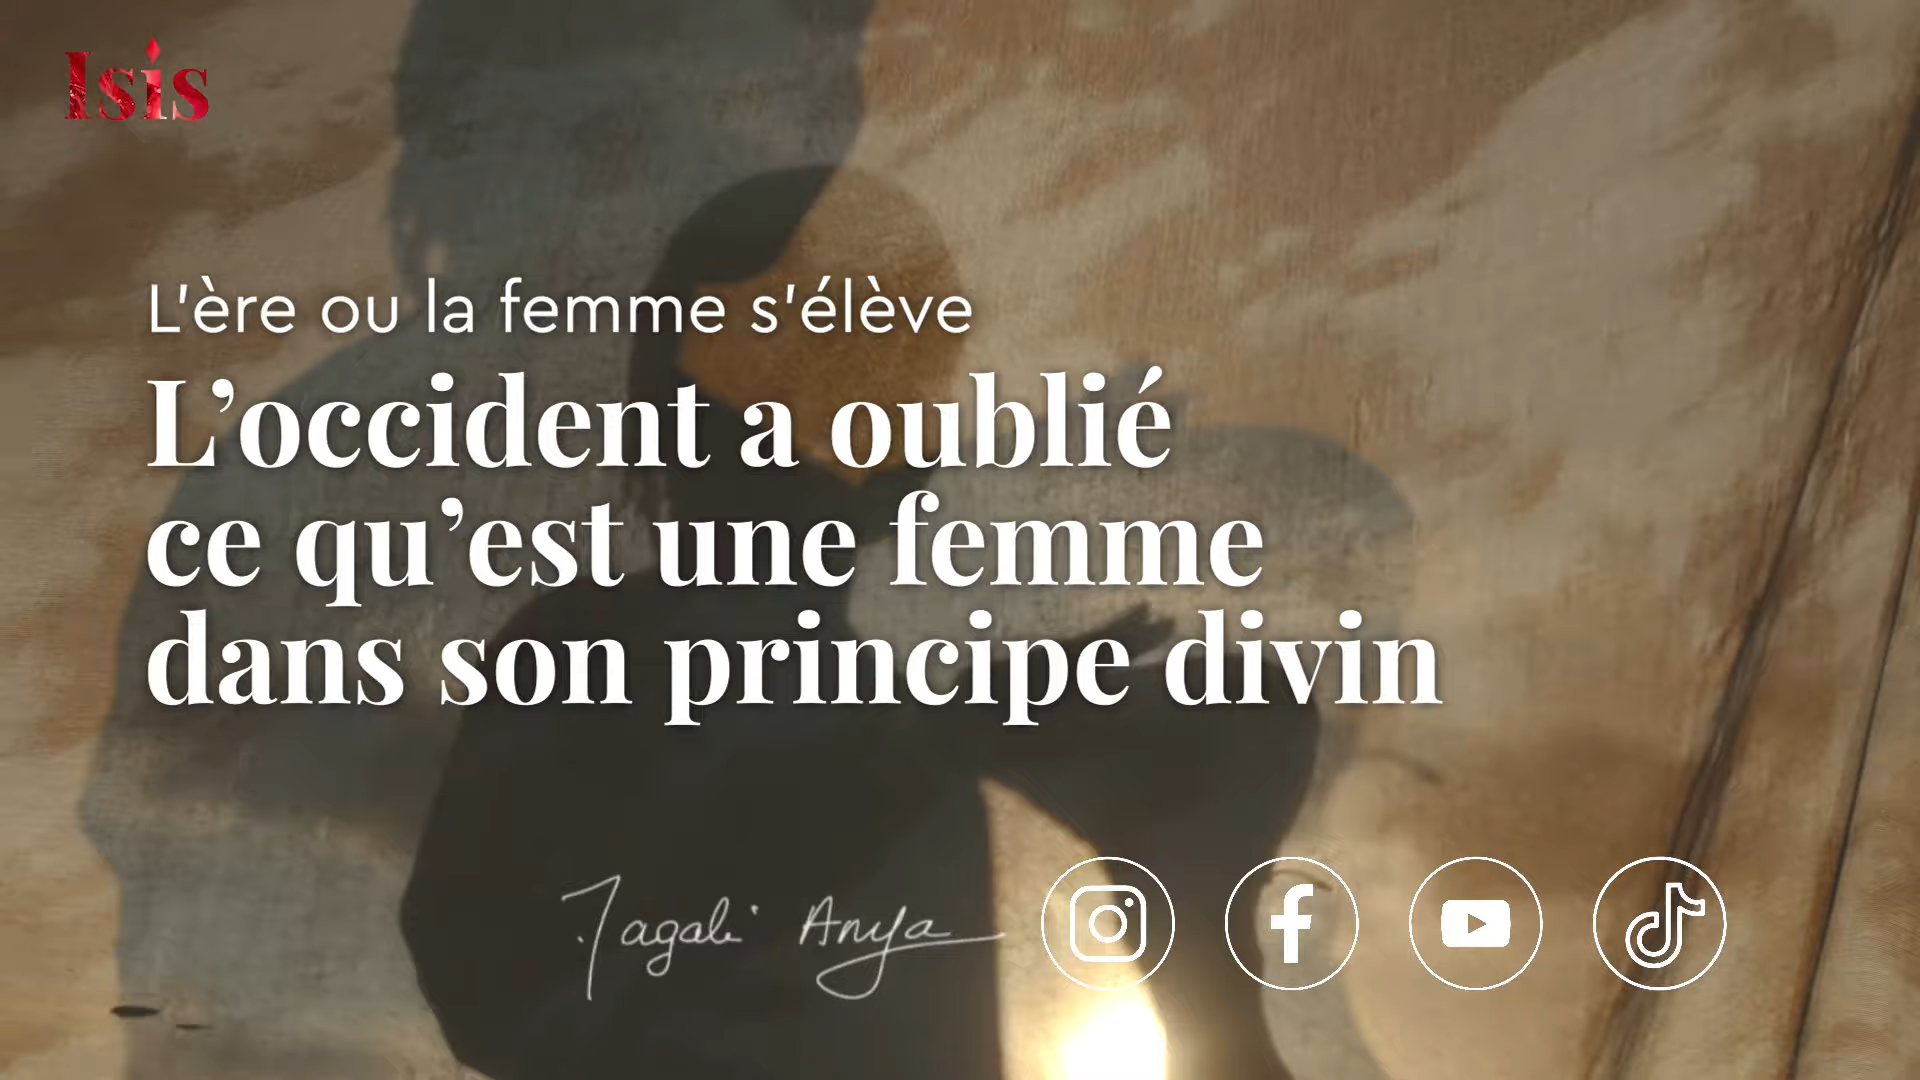 Isis
L'ère ou la femme s'élève
L'occident a oublié
ce qu'est une femme
dans son principe divin
Magali Anya